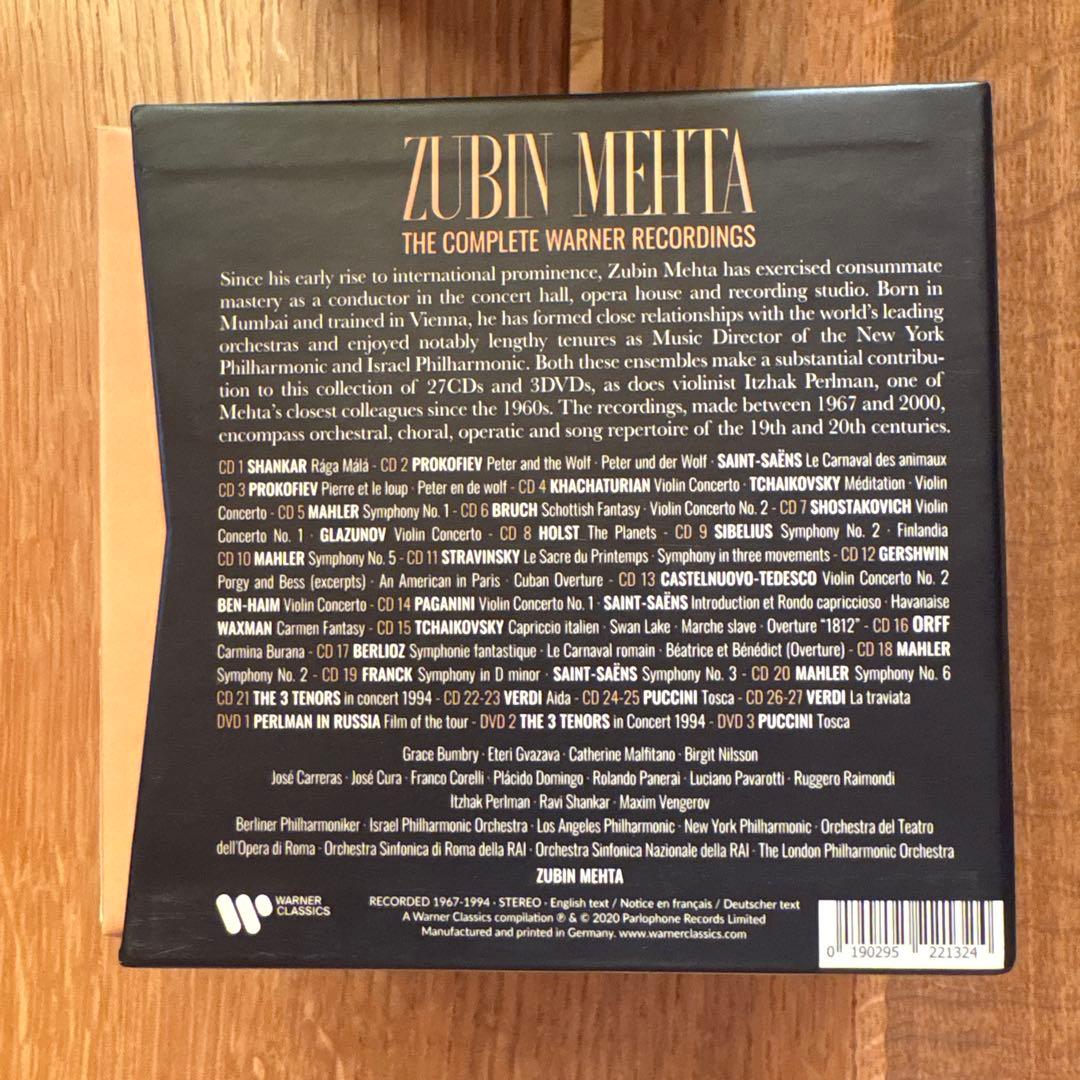 ZUBIN MEHTA
THE COMPLETE WARNER RECORDINGS
Since his early rise to international prominence, Zubin Mehta has exercised consummate
mastery as a conductor in the concert hall, opera house and recording studio. Born in
Mumbai and trained in Vienna, he has formed close relationships with the world's leading
orchestras and enjoyed notably lengthy tenures as Music Director of the New York
Philharmonic and Israel Philharmonic. Both these ensembles make a substantial contribu-
tion to this collection of 27CDs and 3DVDs, as does violinist Itzhak Perlman, one of
Mehta's closest colleagues since the 1960s. The recordings, made between 1967 and 2000,
encompass orchestral, choral, operatic and song repertoire of the 19th and 20th centuries.
CD 1 SHANKAR Rága Málá - CD 2 PROKOFIEV Peter and the Wolf · Peter und der Wolf · SAINT-SAËNS Le Carnaval des animaux
CD 3 PROKOFIEV Pierre et le loup · Peter en de wolf - CD 4 KHACHATURIAN Violin Concerto · TCHAIKOVSKY Méditation · Violin
Concerto - CD 5 MAHLER Symphony No. 1 - CD 6 BRUCH Schottish Fantasy · Violin Concerto No. 2 - CD 7 SHOSTAKOVICH Violin
Concerto No. 1 · GLAZUNOV Violin Concerto - CD 8 HOLST The Planets - CD 9 SIBELIUS Symphony No. 2 · Finlandia
CD 10 MAHLER Symphony No. 5 - CD 11 STRAVINSKY Le Sacre du Printemps · Symphony in three movements - CD 12 GERSHWIN
Porgy and Bess (excerpts) · An American in Paris · Cuban Overture - CD 13 CASTELNUOVO-TEDESCO Violin Concerto No. 2
BEN-HAIM Violin Concerto - CD 14 PAGANINI Violin Concerto No. 1 · SAINT-SAËNS Introduction et Rondo capriccioso · Havanaise
WAXMAN Carmen Fantasy - CD 15 TCHAIKOVSKY Capriccio italien · Swan Lake · Marche slave · Overture "1812" - CD 16 ORFF
Carmina Burana - CD 17 BERLIOZ Symphonie fantastique · Le Carnaval romain · Béatrice et Bénédict (Overture) - CD 18 MAHLER
Symphony No. 2 - CD 19 FRANCK Symphony in D minor · SAINT-SAËNS Symphony No. 3 - CD 20 MAHLER Symphony No. 6
CD 21 THE 3 TENORS in concert 1994 - CD 22-23 VERDI Aida - CD 24-25 PUCCINI Tosca - CD 26-27 VERDI La traviata
DVD 1 PERLMAN IN RUSSIA Film of the tour - DVD 2 THE 3 TENORS in Concert 1994 - DVD 3 PUCCINI Tosca
Grace Bumbry · Eteri Gvazava · Catherine Malfitano · Birgit Nilsson
José Carreras · José Cura · Franco Corelli · Plácido Domingo · Rolando Panerai · Luciano Pavarotti · Ruggero Raimondi
Itzhak Perlman · Ravi Shankar · Maxim Vengerov
Berliner Philharmoniker · Israel Philharmonic Orchestra · Los Angeles Philharmonic · New York Philharmonic · Orchestra del Teatro
dell'Opera di Roma · Orchestra Sinfonica di Roma della RAI · Orchestra Sinfonica Nazionale della RAI · The London Philharmonic Orchestra
ZUBIN MEHTA
WARNER
CLASSICS
RECORDED 1967-1994 · STEREO · English text / Notice en français / Deutscher text
A Warner Classics compilation ℗ & © 2020 Parlophone Records Limited
Manufactured and printed in Germany. www.warnerclassics.com
0 190295 221324